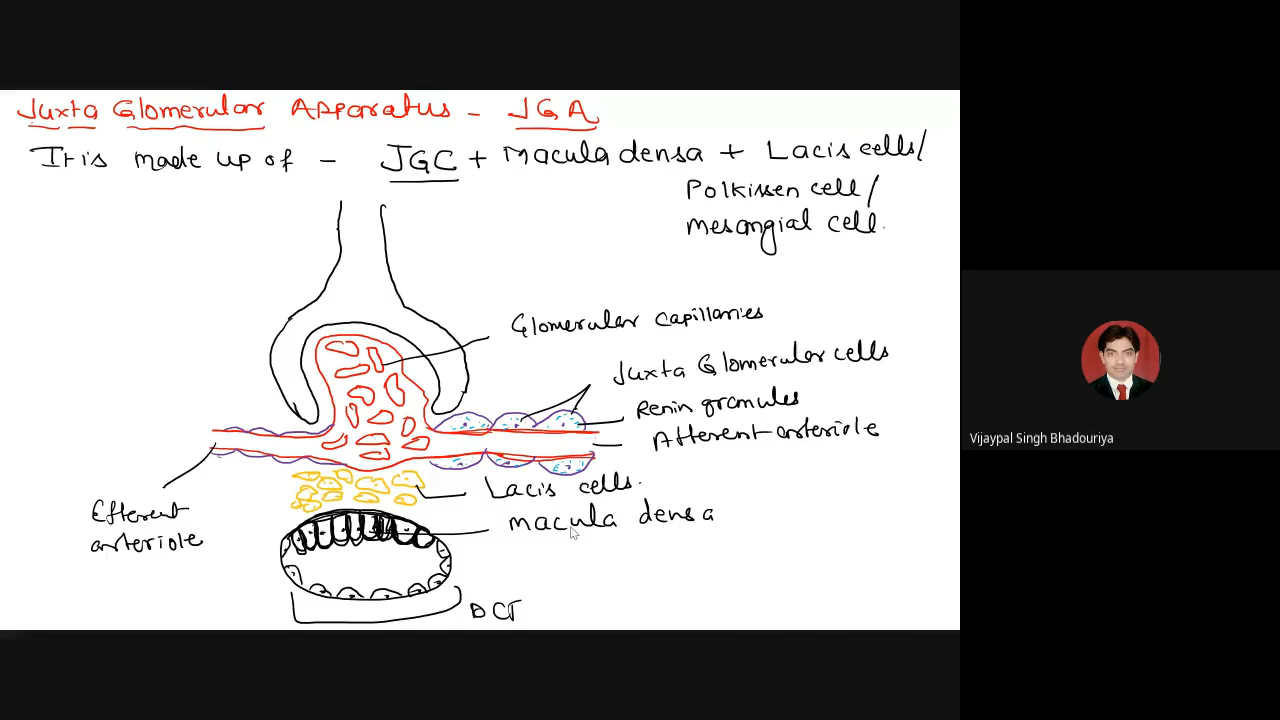 Juxta Glomerular Apparatus - JGA
It is made up of - JGC + Macula densa + Lacis cells/
Polkissen cell/
mesangial cell.
Glomerular capillaries
Juxta Glomerular cells
Renin granules
Afferent arteriole
Lacis cells.
macula densa
Efferent
arteriole
DCT
Vijaypal Singh Bhadouriya